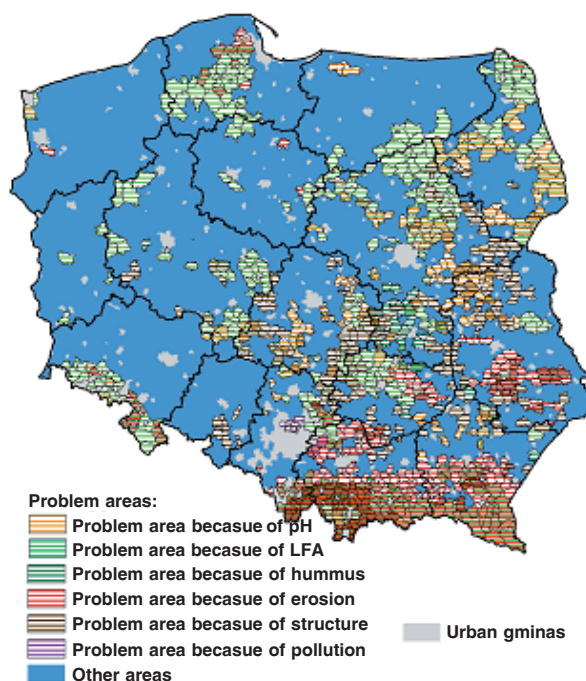 Problem areas:
Problem area becasue of pH
Problem area becasue of LFA
Problem area becasue of hummus
Problem area becasue of erosion
Problem area becasue of structure
Problem area becasue of pollution
Other areas
Urban gminas